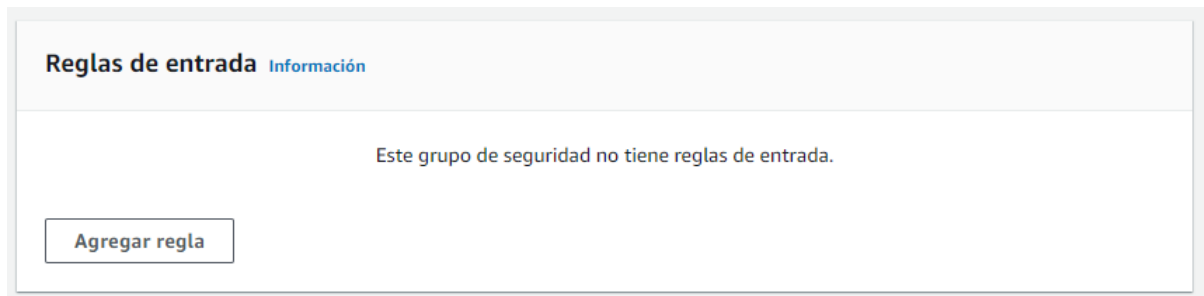 Reglas de entrada Información
Este grupo de seguridad no tiene reglas de entrada.
Agregar regla